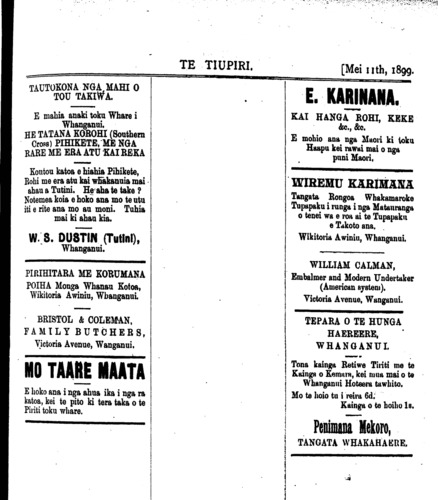 TE TIUPIRI.
[Mei 11th, 1899.
TAUTOKONA NGA MAHI O
TOU TAKIWA.
E mahia anaki toku Whare i
Whanganui.
HE TATANA KOROHI (Southern
Cross) PIHIKETE, ME NGA
RARE ME ERA ATU KAI REKA
Koutou katoa e hiahia Pihikete,
Rohi me era atu kai whakanuia mai
ahau a Tutini. He aha te take?
Notemea koia e hoko ana mo te utu
iti e rite ana mo au moni. Tuhia
mai ki ahau kia.
W. S. DUSTIN (Tutini),
Whanganui.
PIRIHITARA ME KORUMANA
POIHA Monga Whanau Kotoa,
Wikitoria Awiniu, Whanganui.
BRISTOL & COLEMAN,
FAMILY BUTCHERS,
Victoria Avenue, Wanganui.
MO TAARE MAATA
E hoko ana i nga ahua ika i nga ra
katoa, kei te pito ki tera taka o te
Piriti toku whare.
E. KARINANA.
KAI HANGA ROHI, KEKE
&c., &c.
E mohio ana nga Maori ki toku
Haapu kei rawai mai o nga
puni Maori.
WIREMU KARIMANA
Tangata Rongoa Whakamaroke
Tupapaku i runga i nga Matauranga
o tenei wa e roa ai te Tupapaku
e Takoto ana.
Wikitoria Awiniu, Whanganui.
WILLIAM CALMAN,
Embalmer and Modern Undertaker
(American system).
Victoria Avenue, Wanganui.
TEPARA O TE HUNGA
HAEREERE,
WHANGANUI.
Tona kainga Retiwe Tiriti me te
Kainga o Kemara, kei mua mai o te
Whanganui Hoteera tawhito.
Mo te hoio tu i reira 6d.
Kainga o te hoiho 1s.
Penimana Mekoro,
TANGATA WHAKAHAERE.